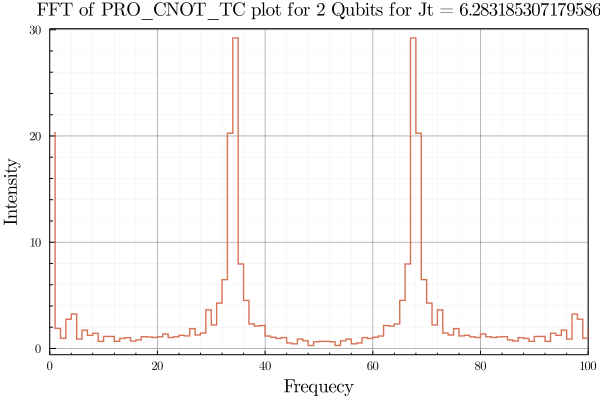 FFT of PRO_CNOT_TC plot for 2 Qubits for Jt = 6.283185307179586
30
20
10
0
Intensity
0 20 40 60 80 100
Frequecy